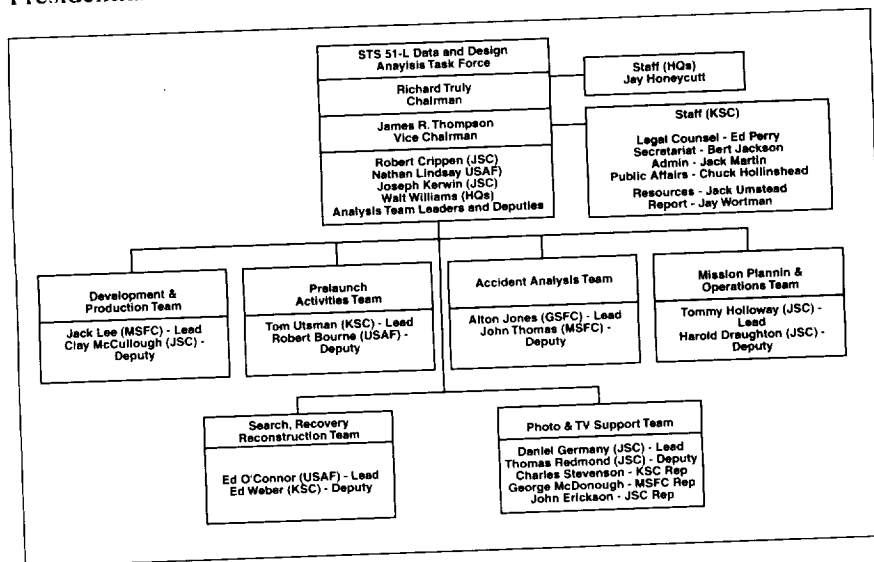 STS 51-L Data and Design
Anaylsis Task Force
Richard Truly
Chairman
James R. Thompson
Vice Chairman
Robert Crippen (JSC)
Nathan Lindsay USAF)
Joseph Kerwin (JSC)
Walt Williams (HQs)
Analysis Team Leaders and Deputies
Staff (HQs)
Jay Honeycutt
Staff (KSC)
Legal Counsel - Ed Perry
Secretariat - Bert Jackson
Admin - Jack Martin
Public Affairs - Chuck Hollinshead
Resources - Jack Umstead
Report - Jay Wortman
Development &
Production Team
Jack Lee (MSFC) - Lead
Clay McCullough (JSC) -
Deputy
Prelaunch
Activities Team
Tom Utsman (KSC) - Lead
Robert Bourne (USAF) -
Deputy
Accident Analysis Team
Alton Jones (GSFC) - Lead
John Thomas (MSFC) -
Deputy
Mission Plannin &
Operations Team
Tommy Holloway (JSC) -
Lead
Harold Draughton (JSC) -
Deputy
Search, Recovery
Reconstruction Team
Ed O'Connor (USAF) - Lead
Ed Weber (KSC) - Deputy
Photo & TV Support Team
Daniel Germany (JSC) - Lead
Thomas Redmond (JSC) - Deputy
Charles Stevenson - KSC Rep
George McDonough - MSFC Rep
John Erickson - JSC Rep